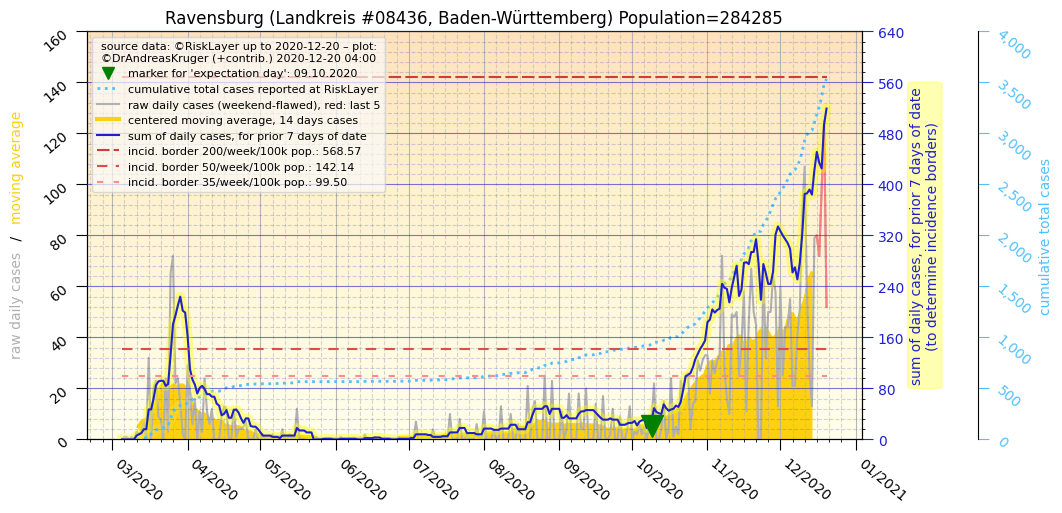 Ravensburg (Landkreis #08436, Baden-Württemberg) Population=284285
source data: ©RiskLayer up to 2020-12-20 – plot:
©DrAndreasKruger (+contrib.) 2020-12-20 04:00
marker for 'expectation day': 09.10.2020
cumulative total cases reported at RiskLayer
raw daily cases (weekend-flawed), red: last 5
centered moving average, 14 days cases
sum of daily cases, for prior 7 days of date
incid. border 200/week/100k pop.: 568.57
incid. border 50/week/100k pop.: 142.14
incid. border 35/week/100k pop.: 99.50
raw daily cases / moving average
160
140
120
100
80
60
40
20
0
03/2020
04/2020
05/2020
06/2020
07/2020
08/2020
09/2020
10/2020
11/2020
12/2020
01/2021
640
560
480
400
320
240
160
80
0
sum of daily cases, for prior 7 days of date
(to determine incidence borders)
4,000
3,500
3,000
2,500
2,000
1,500
1,000
500
0
cumulative total cases